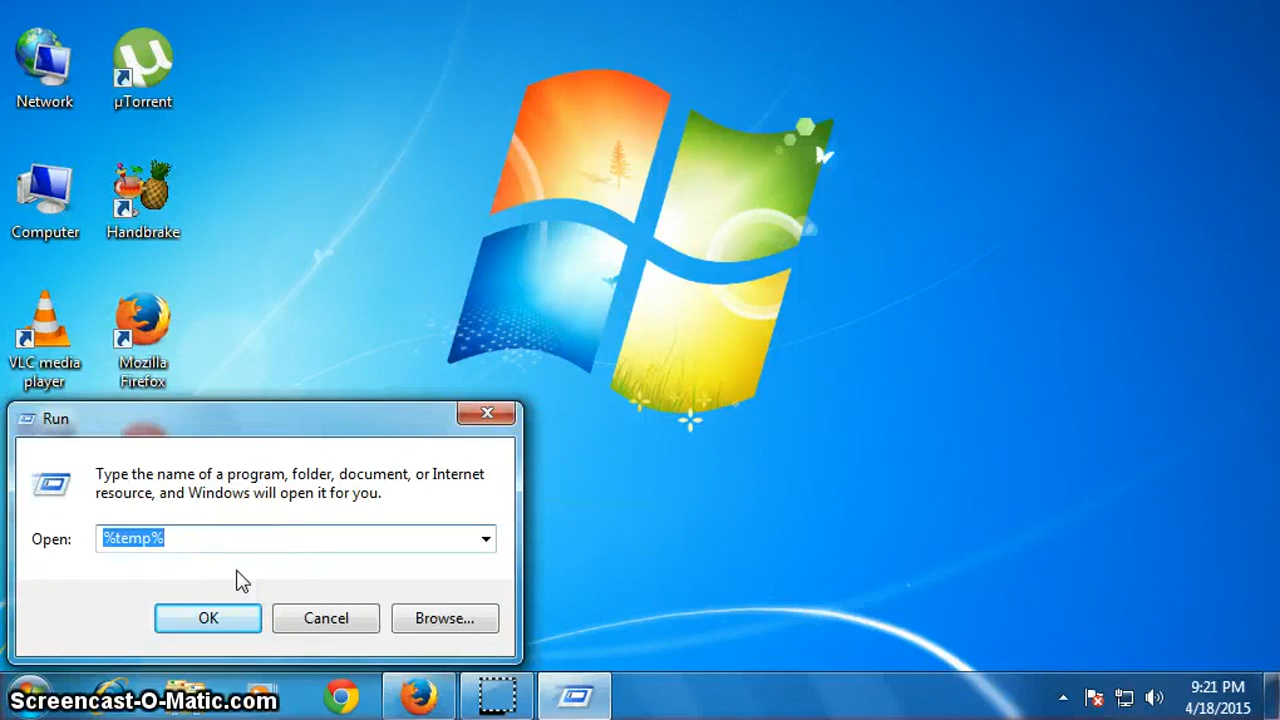 Network
µTorrent
Computer
Handbrake
VLC media
player
Mozilla
Firefox
Run
Type the name of a program, folder, document, or Internet
resource, and Windows will open it for you.
Open:
%temp%
OK
Cancel
Browse...
Screencast-O-Matic.com
9:21 PM
4/18/2015